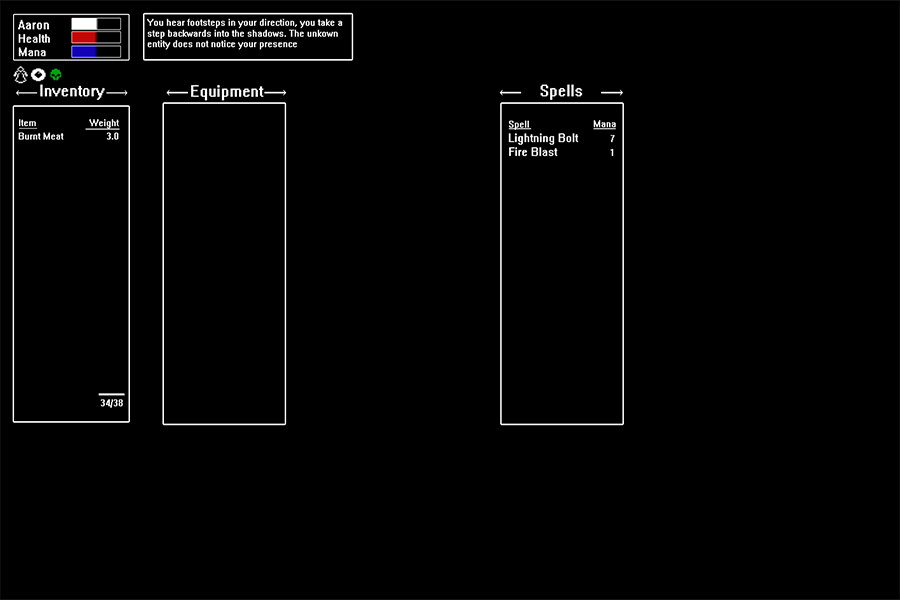 Aaron
Health
Mana
You hear footsteps in your direction, you take a
step backwards into the shadows. The unkown
entity does not notice your presence
Inventory
Equipment
Spells
Item Weight
Burnt Meat 3.0
34/38
Spell Mana
Lightning Bolt 7
Fire Blast 1